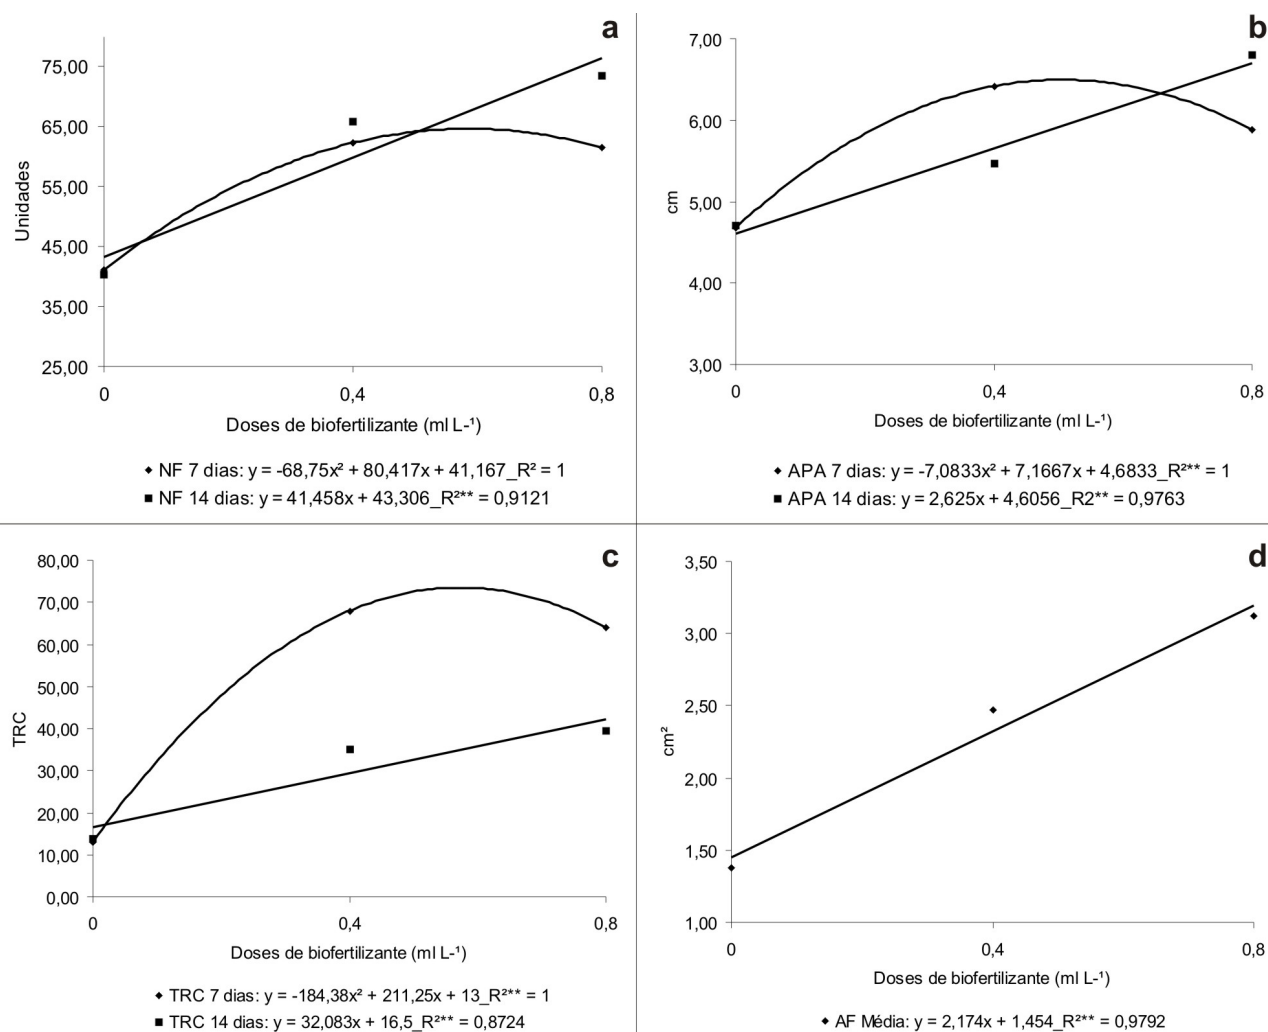 a
75,00
65,00
55,00
45,00
35,00
25,00
Unidades
0 0,4 0,8
Doses de biofertilizante (ml L-¹)
NF 7 dias: y = -68,75x² + 80,417x + 41,167_R² = 1
NF 14 dias: y = 41,458x + 43,306_R²** = 0,9121
b
7,00
6,00
5,00
4,00
3,00
cm
0 0,4 0,8
Doses de biofertilizante (ml L-¹)
APA 7 dias: y = -7,0833x² + 7,1667x + 4,6833_R²** = 1
APA 14 dias: y = 2,625x + 4,6056_R2** = 0,9763
c
80,00
70,00
60,00
50,00
40,00
30,00
20,00
10,00
0,00
TRC
0 0,4 0,8
Doses de biofertilizante (ml L-¹)
TRC 7 dias: y = -184,38x² + 211,25x + 13_R²** = 1
TRC 14 dias: y = 32,083x + 16,5_R²** = 0,8724
d
3,50
3,00
2,50
2,00
1,50
1,00
cm²
0 0,4 0,8
Doses de biofertilizante (ml L-¹)
AF Média: y = 2,174x + 1,454_R²** = 0,9792